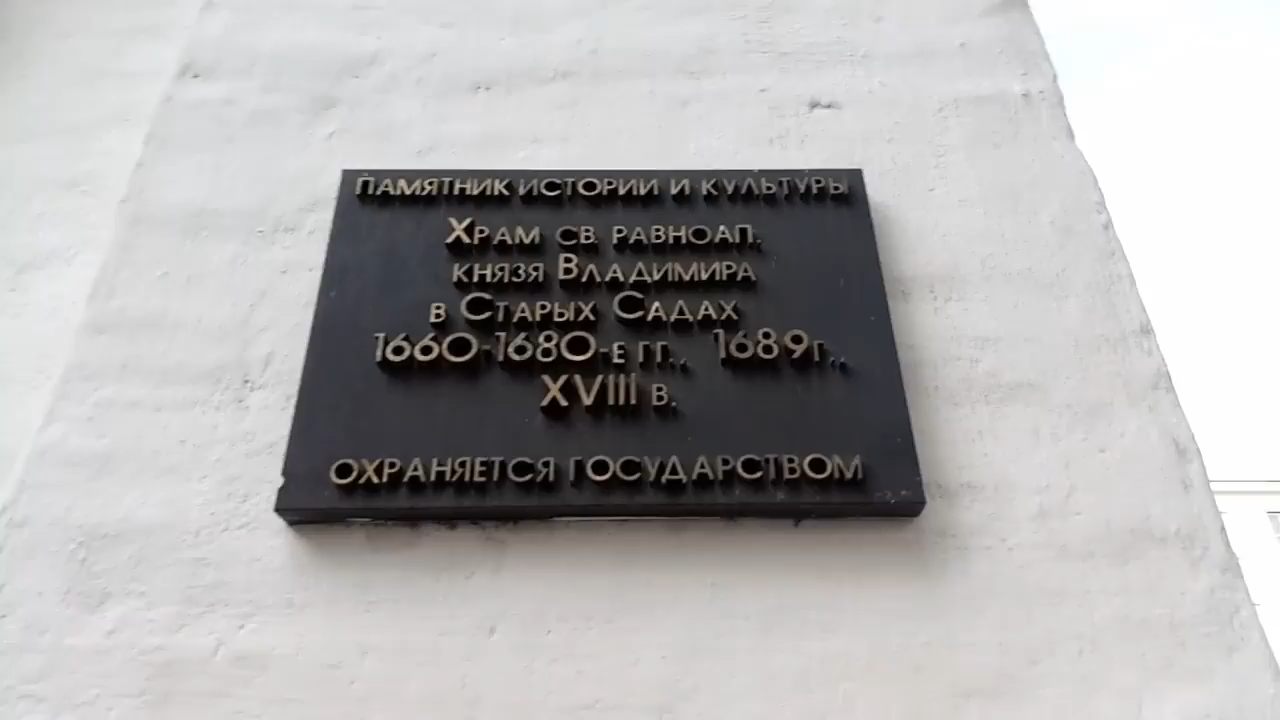 ПАМЯТНИК ИСТОРИИ И КУЛЬТУРЫ
ХРАМ СВ. РАВНОАП.
КНЯЗЯ ВЛАДИМИРА
В СТАРЫХ САДАХ
1660-1680-Е ГГ., 1689Г.,
XVIII В.
ОХРАНЯЕТСЯ ГОСУДАРСТВОМ